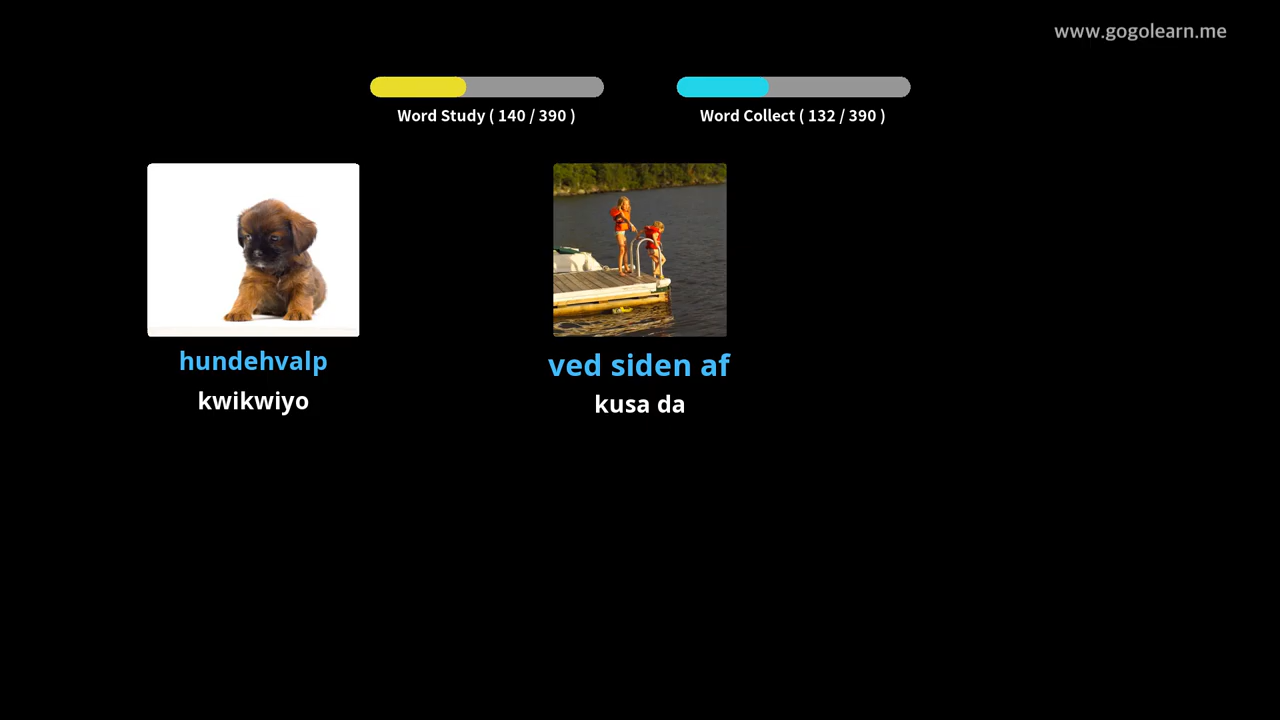 www.gogolearn.me
Word Study ( 140 / 390 )
Word Collect ( 132 / 390 )
hundehvalp
kwikwiyo
ved siden af
kusa da